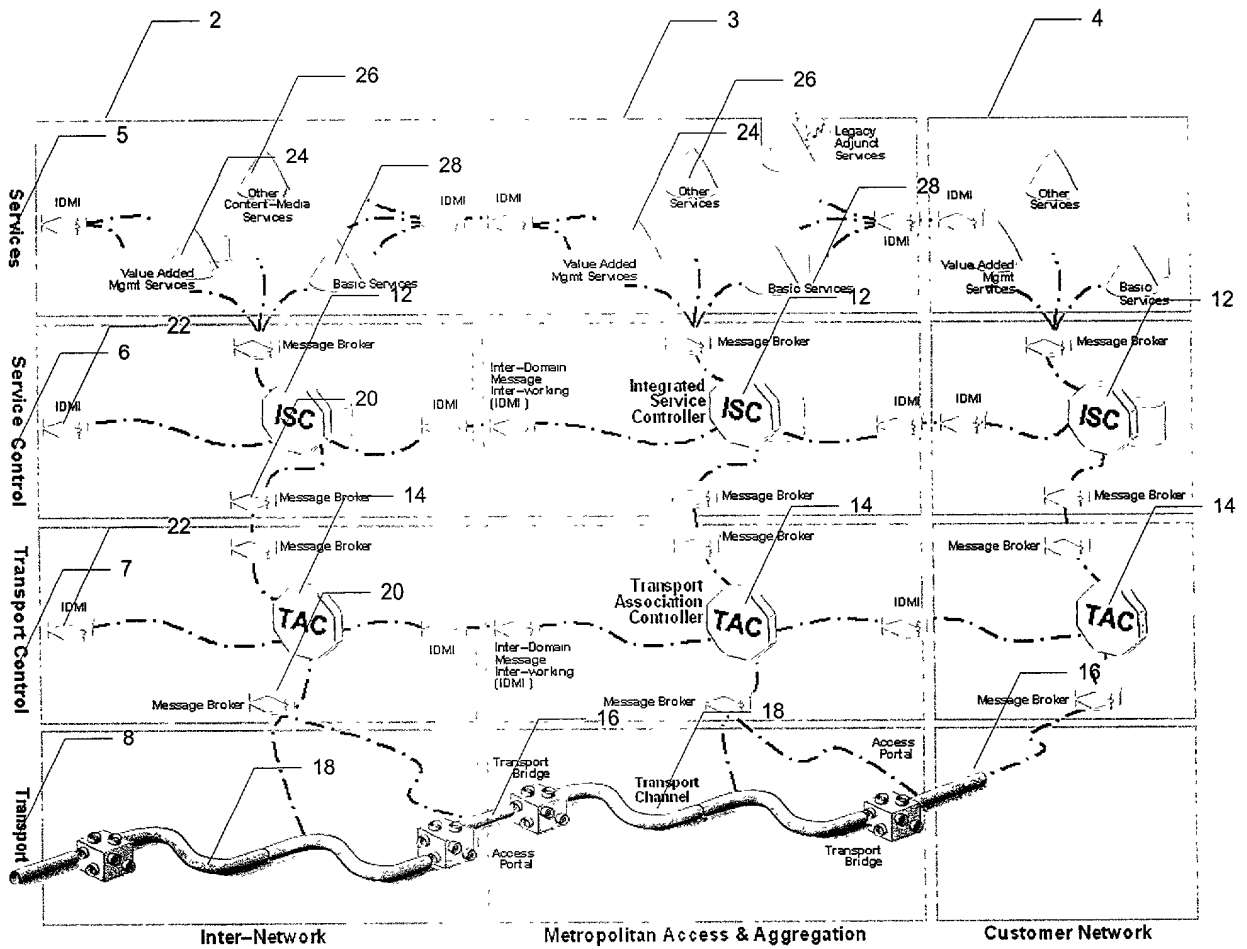 2
3
4
26
26
5
24
24
Legacy
Adjunct
Services
28
28
Services
IDMI
Other
Content-Media
Services
IDMI
IDMI
Other
Services
IDMI
IDMI
Other
Services
Value Added
Mgmt Services
Basic Services
Value Added
Mgmt Services
Basic Services
Value Added
Mgmt
Services
Basic
Services
12
12
12
22
6
Service Control
Message Broker
Message Broker
Message Broker
Inter-Domain
Message
Inter-working
(IDMI)
Integrated
Service
Controller
IDMI
20
ISC
IDMI
ISC
IDMI
IDMI
ISC
Message Broker
14
Message Broker
14
Message Broker
14
22
Message Broker
Message Broker
Message Broker
7
Transport Control
IDMI
20
TAC
IDMI
Inter-Domain
Message
Inter-working
(IDMI)
Transport
Association
Controller
TAC
IDMI
TAC
Message Broker
Message Broker
Message Broker
16
16
18
8
Transport
18
Transport
Bridge
Transport
Channel
Access
Portal
Access
Portal
Transport
Bridge
Inter-Network
Metropolitan Access & Aggregation
Customer Network